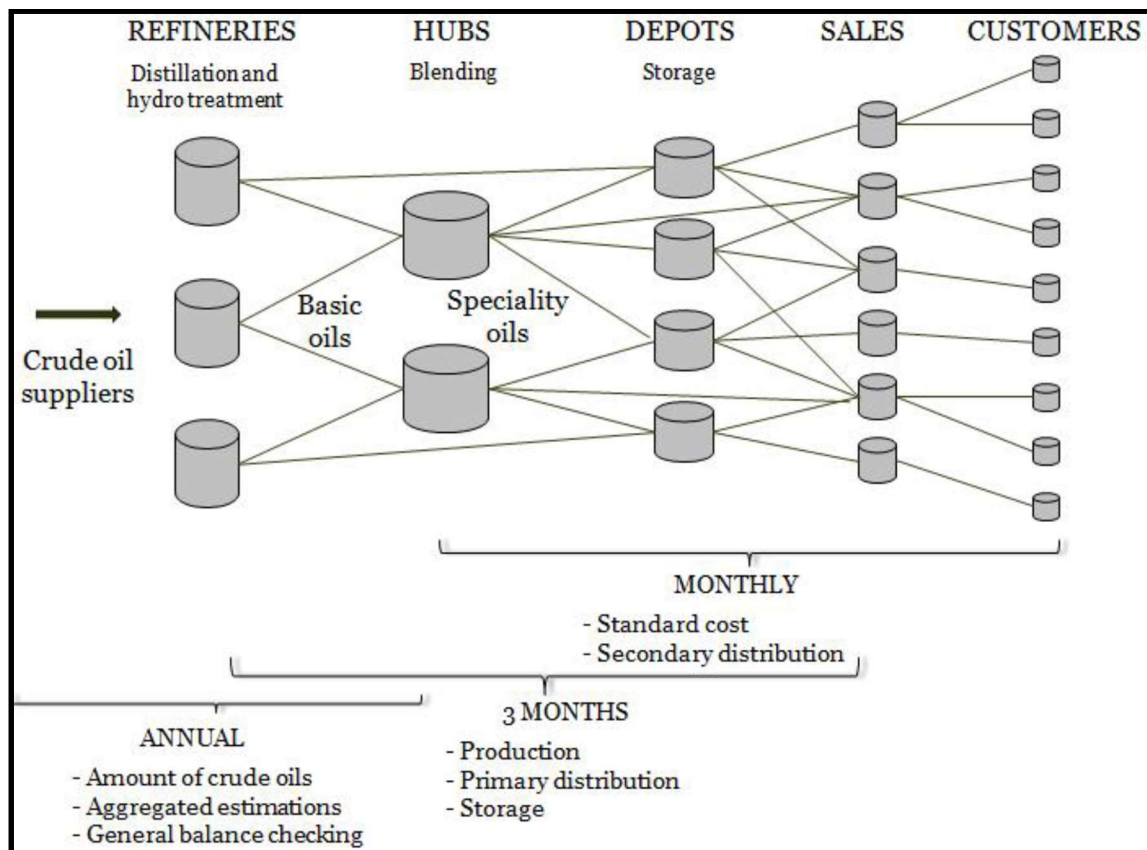 REFINERIES
HUBS
DEPOTS
SALES
CUSTOMERS
Distillation and
hydro treatment
Blending
Storage
Crude oil
suppliers
Basic
oils
Speciality
oils
MONTHLY
- Standard cost
- Secondary distribution
3 MONTHS
- Production
- Primary distribution
- Storage
ANNUAL
- Amount of crude oils
- Aggregated estimations
- General balance checking